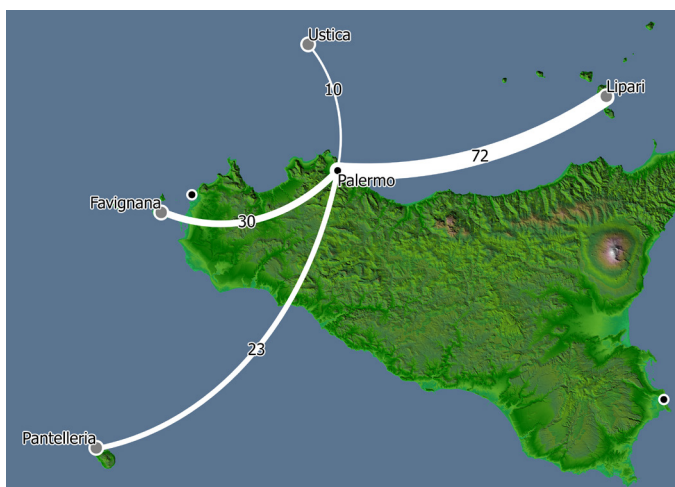 Ustica
10
Lipari
72
Palermo
Favignana
30
23
Pantelleria